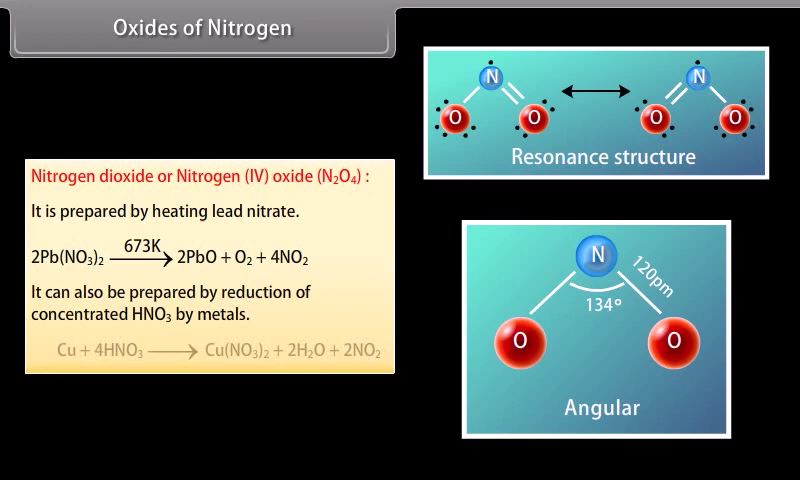 Oxides of Nitrogen
Nitrogen dioxide or Nitrogen (IV) oxide (N₂O₄) :
It is prepared by heating lead nitrate.
673K
2Pb(NO₃)₂ ⟶ 2PbO + O₂ + 4NO₂
It can also be prepared by reduction of
concentrated HNO₃ by metals.
Cu + 4HNO₃ ⟶ Cu(NO₃)₂ + 2H₂O + 2NO₂
N N
O O O O
Resonance structure
N
120pm
134°
O O
Angular